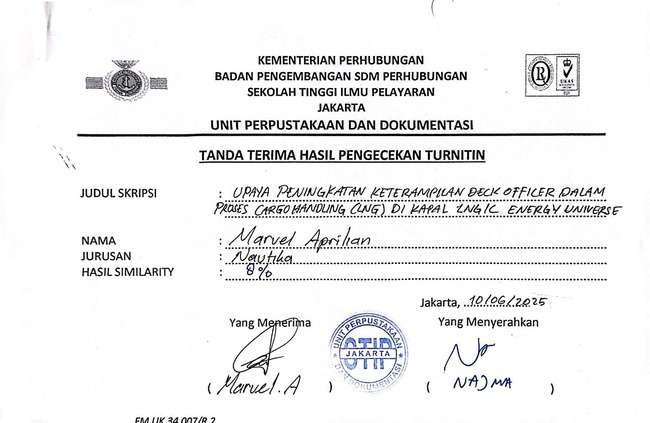 KEMENTERIAN PERHUBUNGAN
BADAN PENGEMBANGAN SDM PERHUBUNGAN
SEKOLAH TINGGI ILMU PELAYARAN
JAKARTA
UNIT PERPUSTAKAAN DAN DOKUMENTASI
UKAS
TANDA TERIMA HASIL PENGECEKAN TURNITIN
JUDUL SKRIPSI : UPAYA PENINGKATAN KETERAMPILAN DECK OFFICER DALAM
PROSES CARGO HANDLING (LNG) DI KAPAL LNG/C ENERGY UNIVERSE
NAMA : Marvel Aprilian
JURUSAN : Nautika
HASIL SIMILARITY : 8%
Jakarta, 10/06/2025
Yang Menerima
Yang Menyerahkan
UNIT PERPUSTAKAAN
STIP
JAKARTA
DAN DOKUMENTASI
(Marvel.A)
(NAJMA)
FM.UK.34.007/R.2